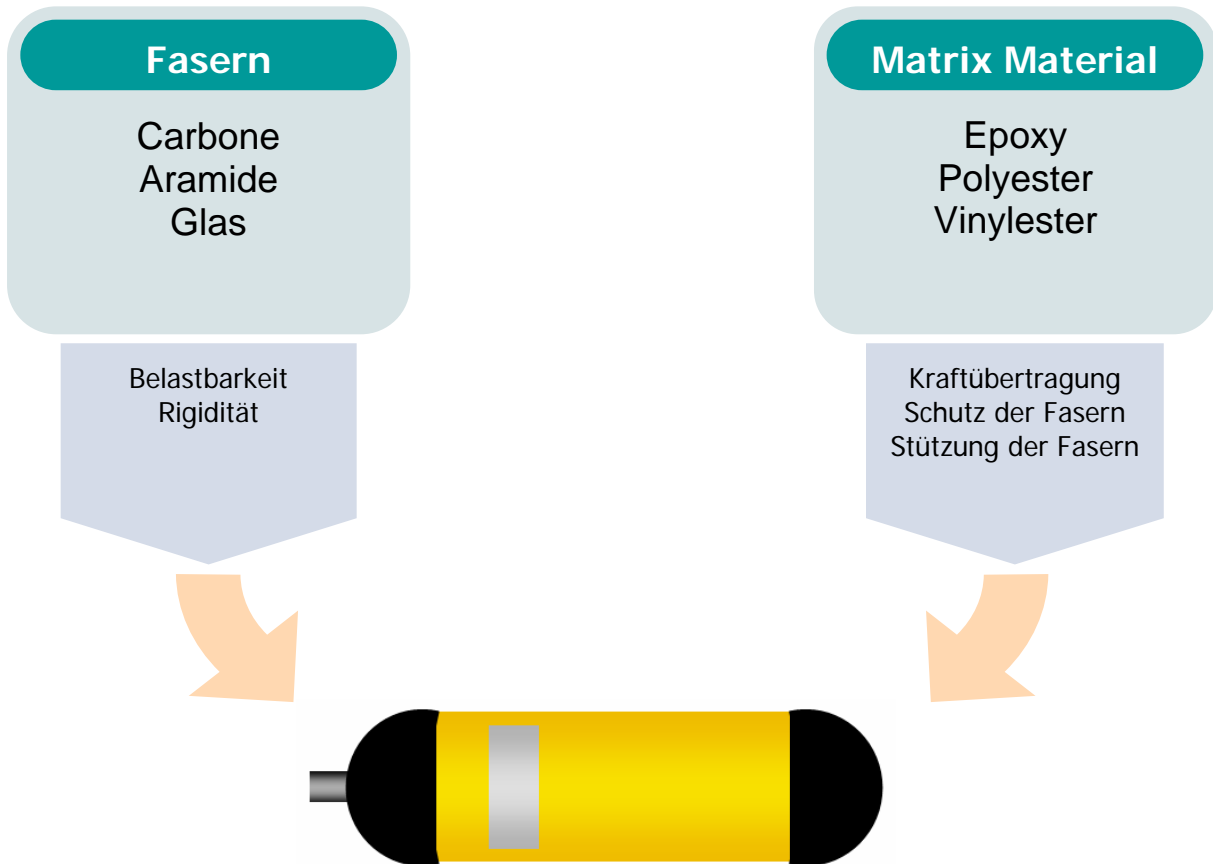 Fasern
Carbone
Aramide
Glas
Belastbarkeit
Rigidität
Matrix Material
Epoxy
Polyester
Vinylester
Kraftübertragung
Schutz der Fasern
Stützung der Fasern